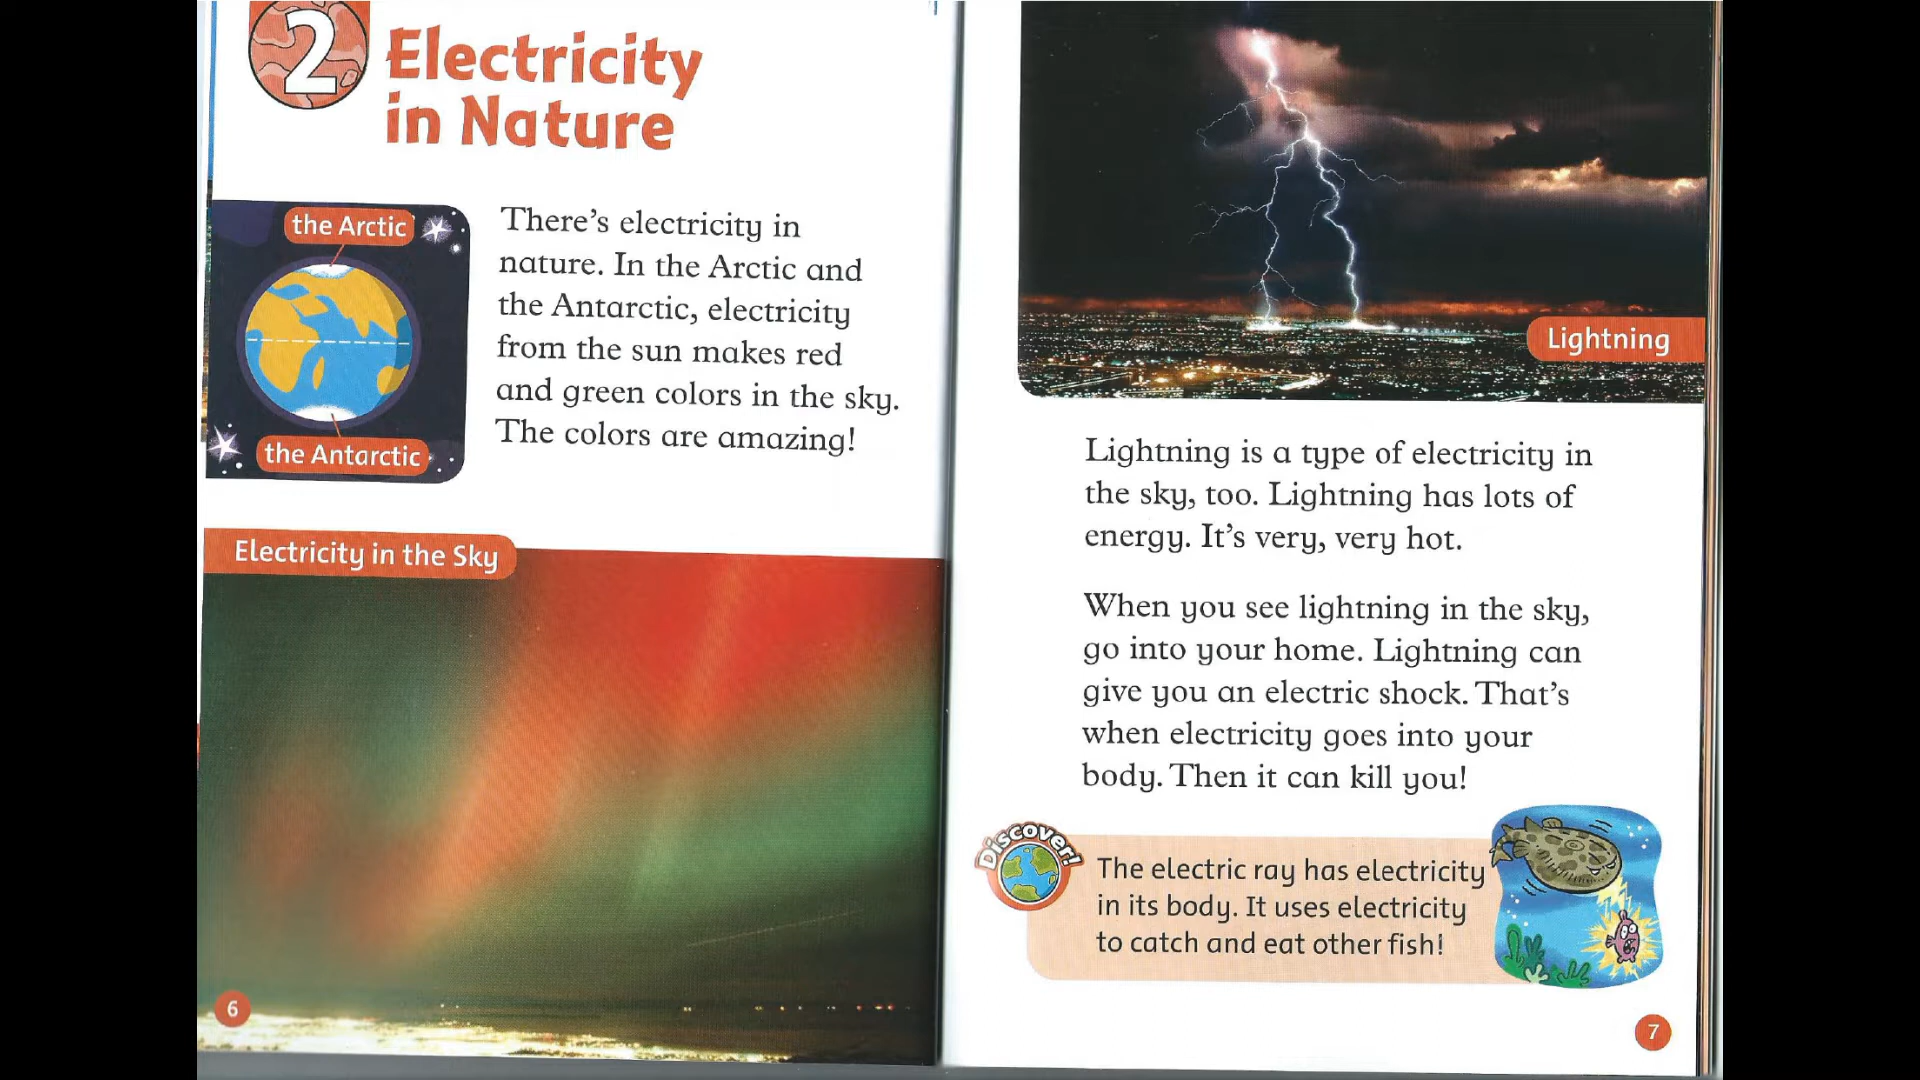 2
Electricity
in Nature
the Arctic
the Antarctic
There's electricity in
nature. In the Arctic and
the Antarctic, electricity
from the sun makes red
and green colors in the sky.
The colors are amazing!
Electricity in the Sky
6
Lightning
Lightning is a type of electricity in
the sky, too. Lightning has lots of
energy. It's very, very hot.
When you see lightning in the sky,
go into your home. Lightning can
give you an electric shock. That's
when electricity goes into your
body. Then it can kill you!
Discover!
The electric ray has electricity
in its body. It uses electricity
to catch and eat other fish!
7